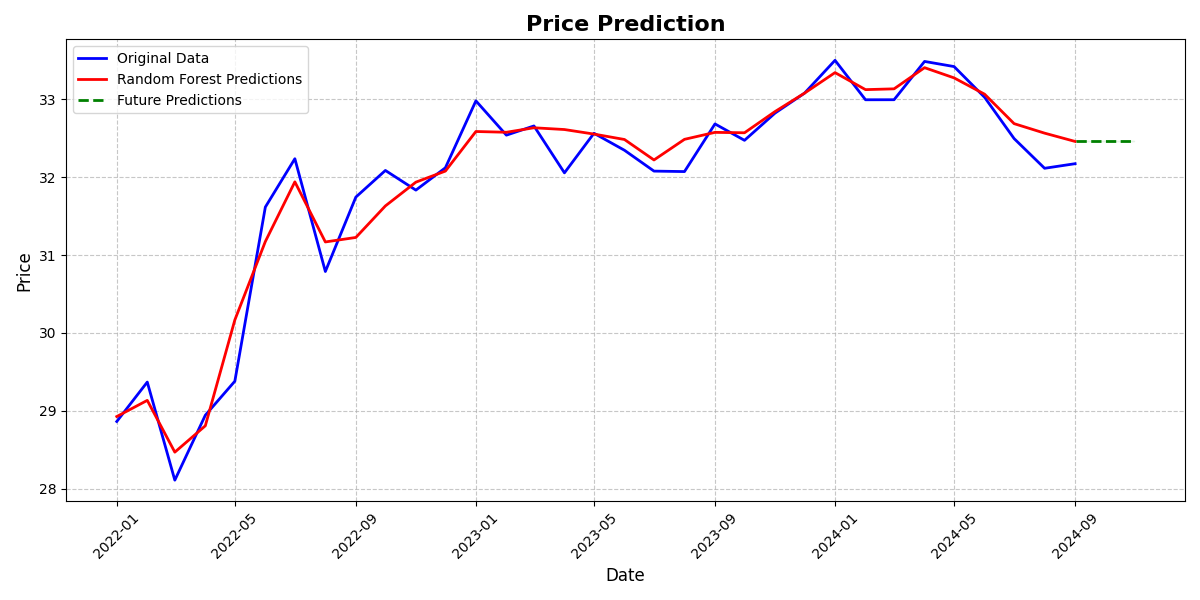 Price Prediction
Original Data
Random Forest Predictions
Future Predictions
Price
33
32
31
30
29
28
2022-01
2022-05
2022-09
2023-01
2023-05
2023-09
2024-01
2024-05
2024-09
Date